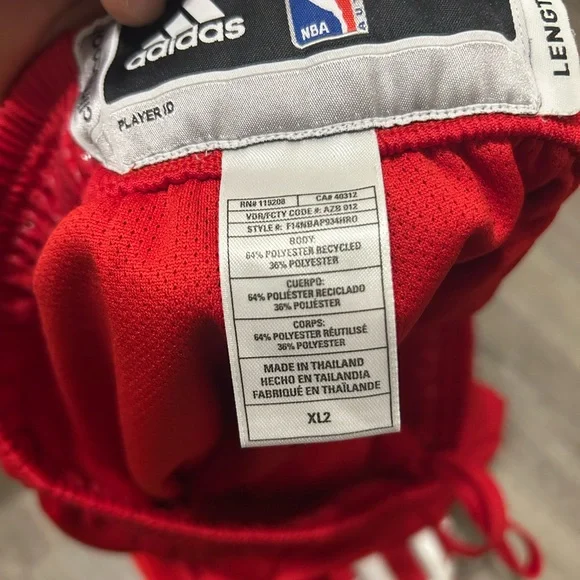 adidas
NBA
PLAYER ID
LENGT
RN# 119208 CA# 40312
VDR/FCTY CODE #: AZB 012
STYLE #: F14NBAP934HRO
BODY:
64% POLYESTER RECYCLED
36% POLYESTER
CUERPO:
64% POLIÉSTER RECICLADO
36% POLIÉSTER
CORPS:
64% POLYESTER RÉUTILISÉ
36% POLYESTER
MADE IN THAILAND
HECHO EN TAILANDIA
FABRIQUÉ EN THAÏLANDE
XL2